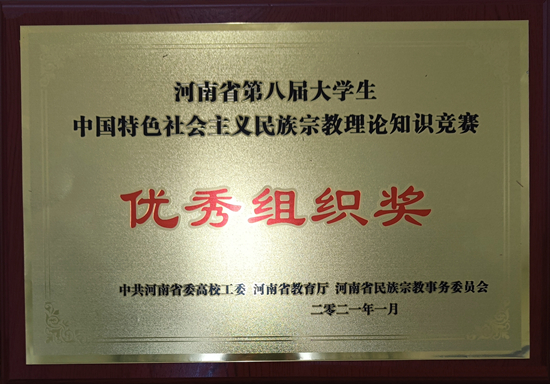 河南省第八届大学生
中国特色社会主义民族宗教理论知识竞赛
优秀组织奖
中共河南省委高校工委 河南省教育厅 河南省民族宗教事务委员会
二零二一年一月